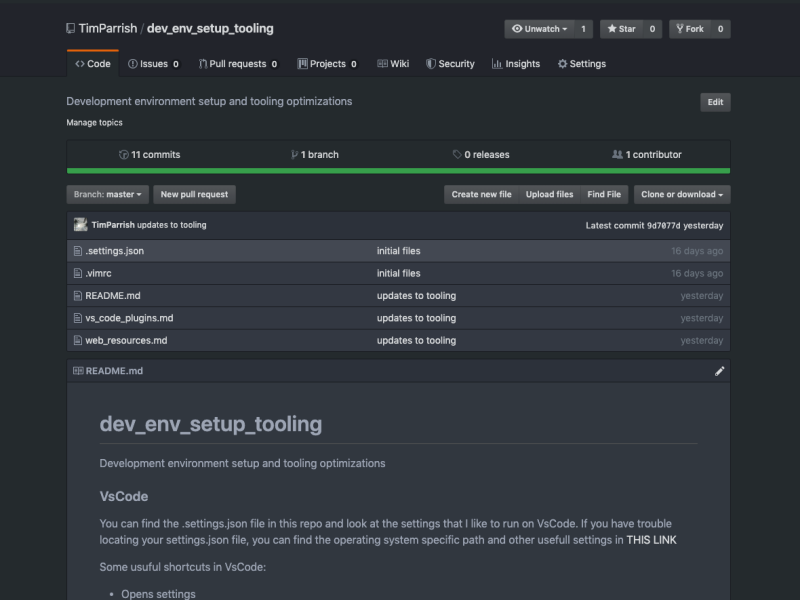 TimParrish / dev_env_setup_tooling
Unwatch 1 Star 0 Fork 0
Code Issues 0 Pull requests 0 Projects 0 Wiki Security Insights Settings
Development environment setup and tooling optimizations Edit
Manage topics
11 commits 1 branch 0 releases 1 contributor
Branch: master New pull request Create new file Upload files Find File Clone or download
TimParrish updates to tooling Latest commit 9d7077d yesterday
.settings.json initial files 16 days ago
.vimrc initial files 16 days ago
README.md updates to tooling yesterday
vs_code_plugins.md updates to tooling yesterday
web_resources.md updates to tooling yesterday
README.md
dev_env_setup_tooling
Development environment setup and tooling optimizations
VsCode
You can find the .settings.json file in this repo and look at the settings that I like to run on VsCode. If you have trouble
locating your settings.json file, you can find the operating system specific path and other usefull settings in THIS LINK
Some usuful shortcuts in VsCode:
• Opens settings